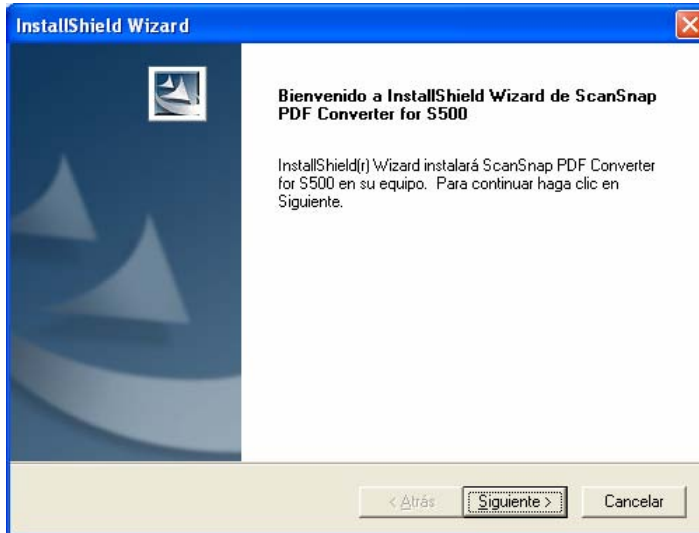 InstallShield Wizard
Bienvenido a InstallShield Wizard de ScanSnap
PDF Converter for S500
InstallShield(r) Wizard instalará ScanSnap PDF Converter
for S500 en su equipo. Para continuar haga clic en
Siguiente.
< Atrás
Siguiente >
Cancelar